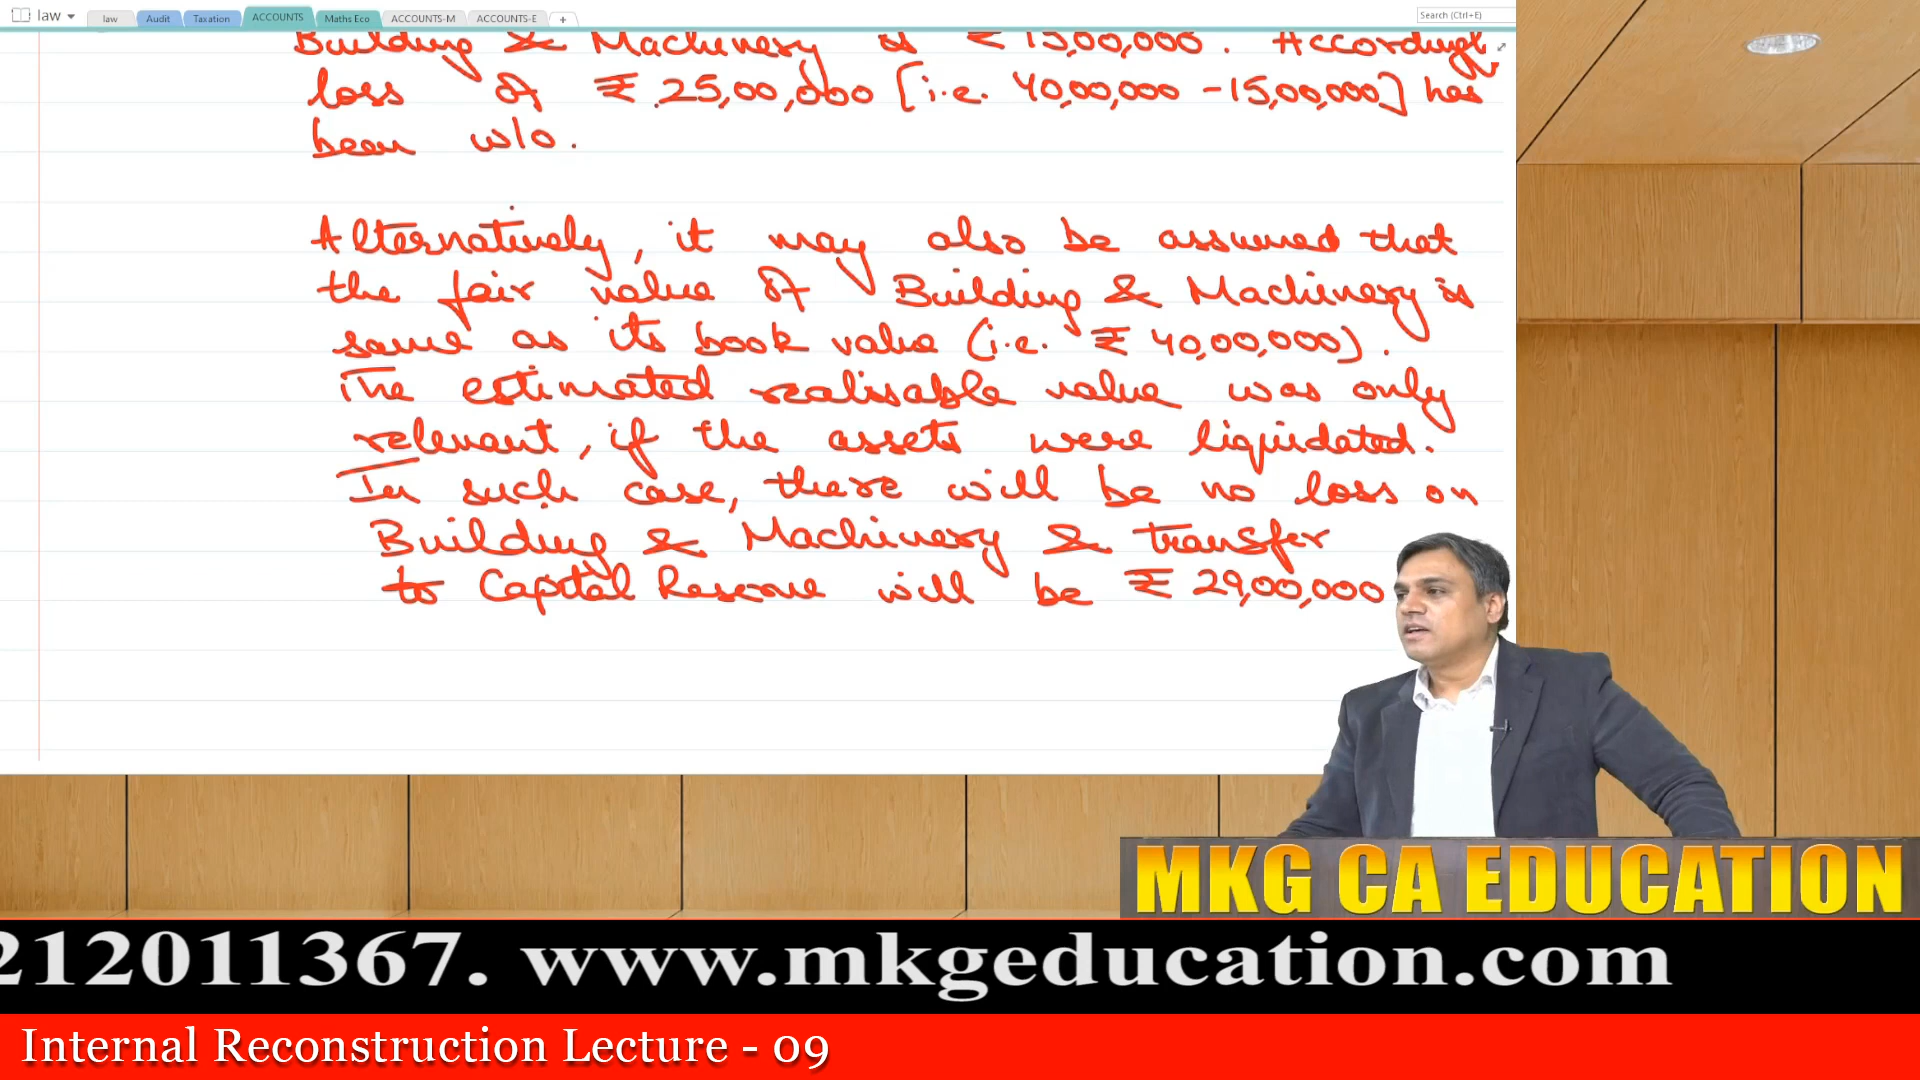 law
law Audit Taxation ACCOUNTS Maths Eco ACCOUNTS-M ACCOUNTS-E +
Search (Ctrl+E)
Building & Machinery is ₹ 15,00,000. Accordingly
loss of ₹ 25,00,000 [i.e. 40,00,000 - 15,00,000] has
been w/o.
Alternatively, it may also be assumed that
the fair value of Building & Machinery is
same as its book value (i.e. ₹ 40,00,000).
The estimated realisable value was only
relevant, if the assets were liquidated.
In such case, there will be no loss on
Building & Machinery & transfer
to Capital Reserve will be ₹ 29,00,000
MKG CA EDUCATION
212011367. www.mkgeducation.com
Internal Reconstruction Lecture - 09